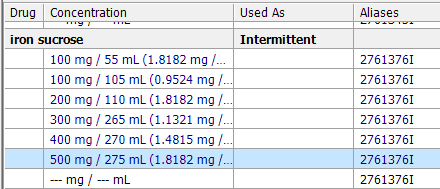 Drug Concentration Used As Aliases
iron sucrose Intermittent
100 mg / 55 mL (1.8182 mg /... 2761376I
100 mg / 105 mL (0.9524 mg /... 2761376I
200 mg / 110 mL (1.8182 mg /... 2761376I
300 mg / 265 mL (1.1321 mg /... 2761376I
400 mg / 270 mL (1.4815 mg /... 2761376I
500 mg / 275 mL (1.8182 mg /... 2761376I
--- mg / --- mL 2761376I